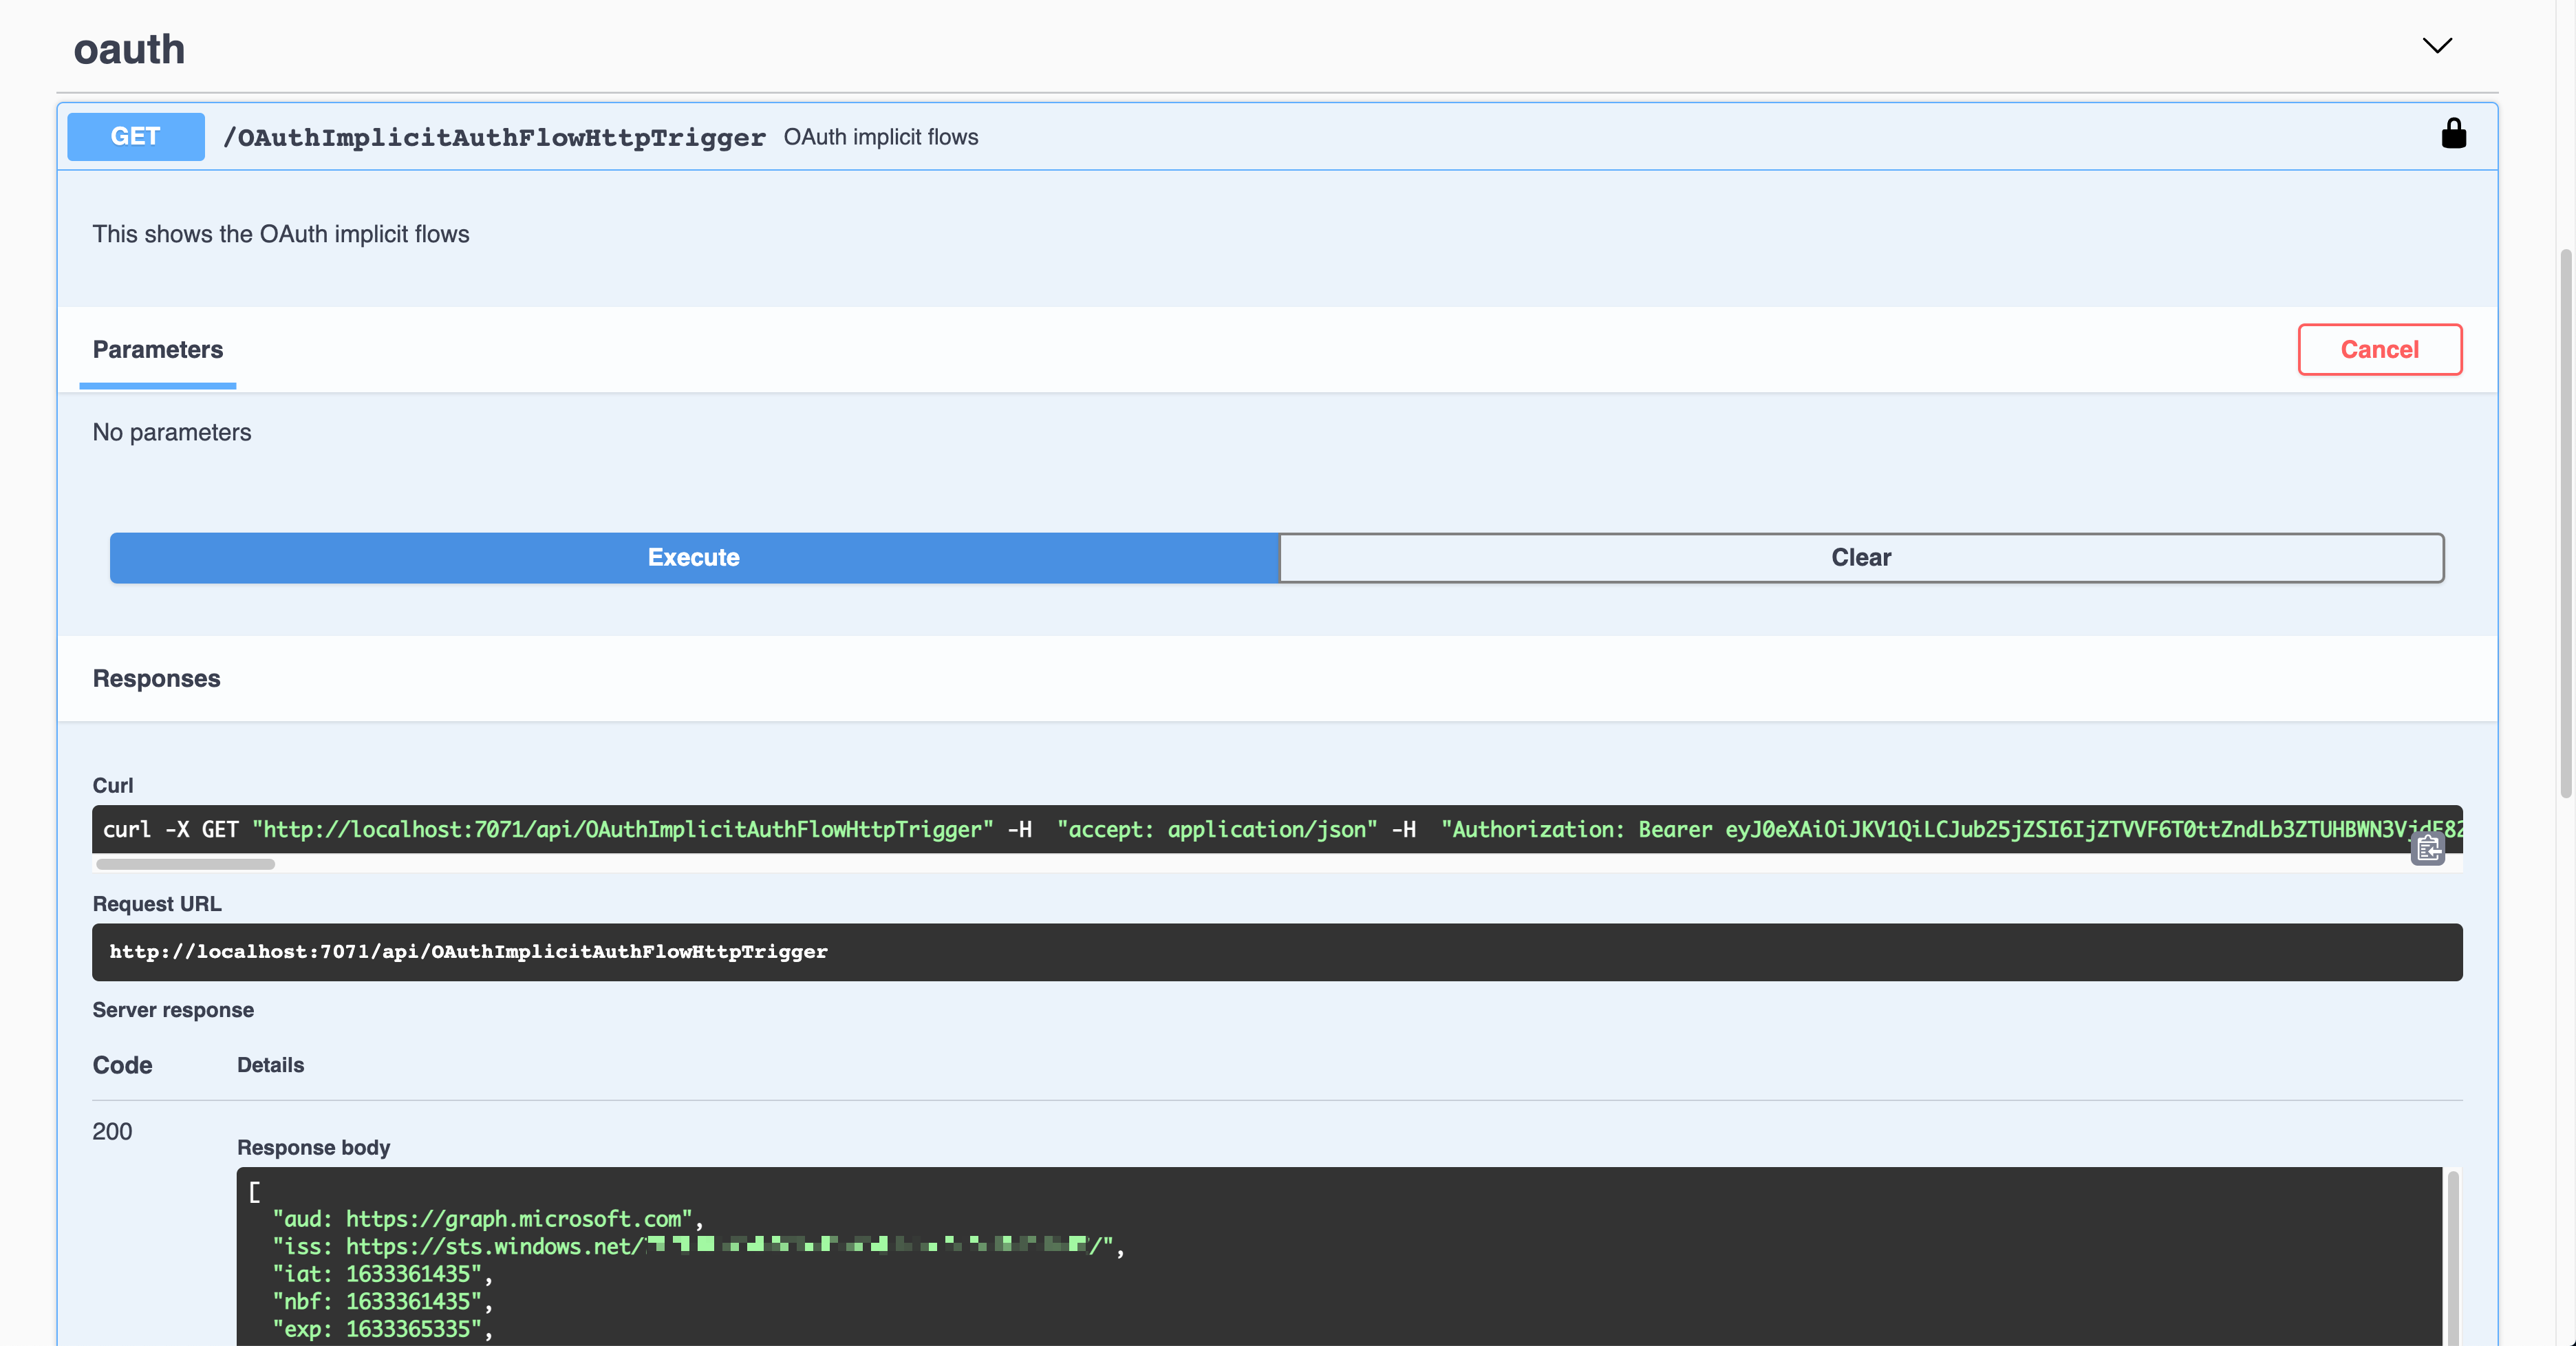 oauth
GET /OAuthImplicitAuthFlowHttpTrigger OAuth implicit flows
This shows the OAuth implicit flows
Parameters
Cancel
No parameters
Execute
Clear
Responses
Curl
curl -X GET "http://localhost:7071/api/OAuthImplicitAuthFlowHttpTrigger" -H  "accept: application/json" -H  "Authorization: Bearer
Request URL
http://localhost:7071/api/OAuthImplicitAuthFlowHttpTrigger
Server response
Code Details
200
Response body
[
"aud: https://graph.microsoft.com",
"iss: https://sts.windows.net/ /",
"iat: 1633361435",
"nbf: 1633361435",
"exp: 1633365335",